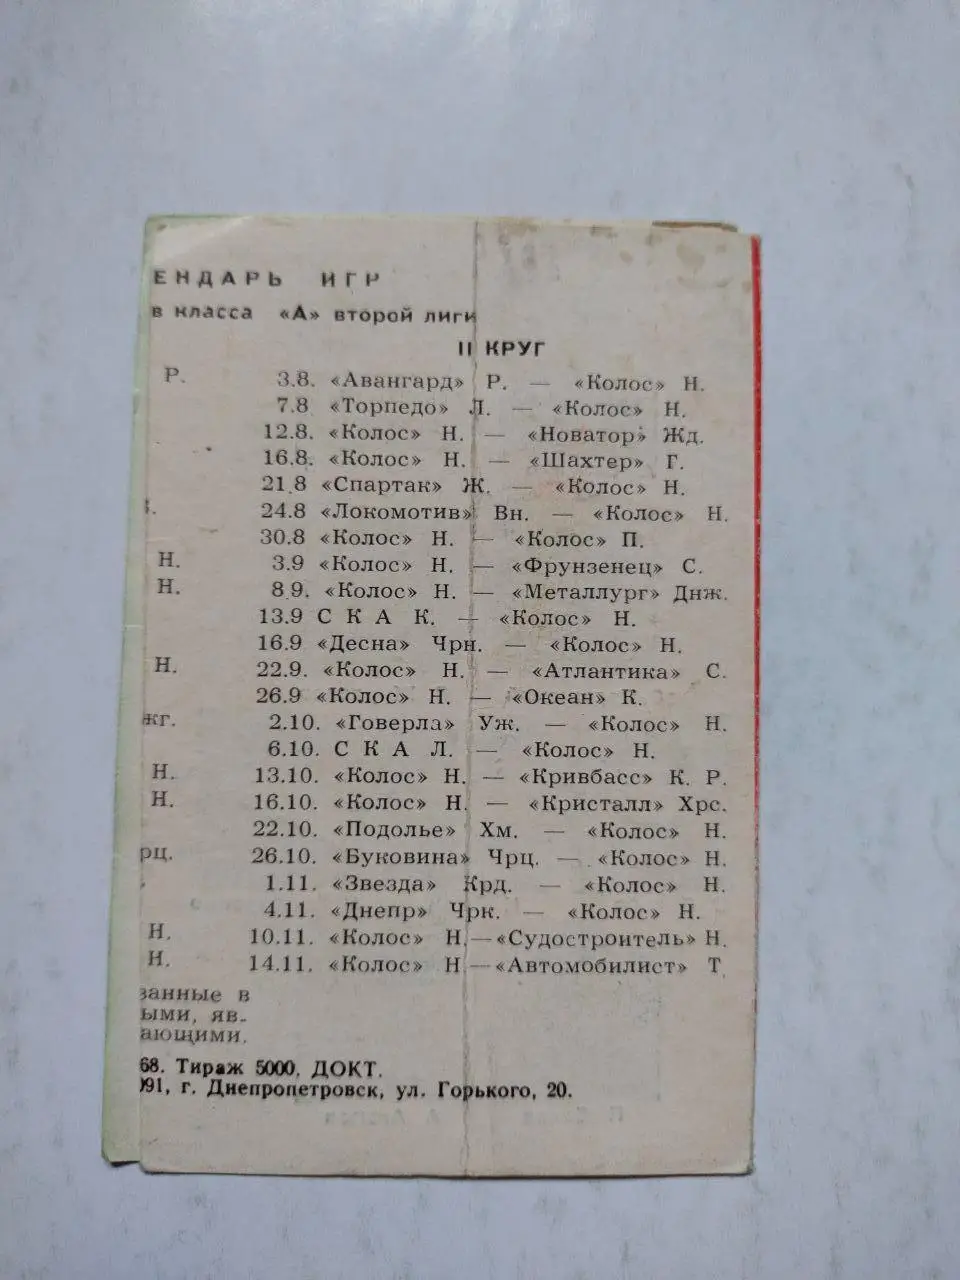 ЕНДАРЬ ИГР
в класса «А» второй лиги
II КРУГ
Р. 3.8. «Авангард» Р. — «Колос» Н.
7.8 «Торпедо» Л. — «Колос» Н.
12.8. «Колос» Н. — «Новатор» Жд.
16.8. «Колос» Н. — «Шахтер» Г.
21.8 «Спартак» Ж. — «Колос» Н.
24.8 «Локомотив» Вн. — «Колос» Н.
30.8 «Колос» Н. — «Колос» П.
Н. 3.9 «Колос» Н. — «Фрунзенец» С.
Н. 8.9. «Колос» Н. — «Металлург» Днж.
13.9 С К А К. — «Колос» Н.
16.9 «Десна» Чрн. — «Колос» Н.
Н. 22.9. «Колос» Н. — «Атлантика» С.
26.9 «Колос» Н. — «Океан» К.
жг. 2.10. «Говерла» Уж. — «Колос» Н.
6.10. С К А Л. — «Колос» Н.
Н. 13.10. «Колос» Н. — «Кривбасс» К. Р.
Н. 16.10. «Колос» Н. — «Кристалл» Хрс.
22.10. «Подолье» Хм. — «Колос» Н.
рц. 26.10. «Буковина» Чрц. — «Колос» Н.
1.11. «Звезда» Крд. — «Колос» Н.
4.11. «Днепр» Чрк. — «Колос» Н.
Н. 10.11. «Колос» Н.—«Судостроитель» Н.
Н. 14.11. «Колос» Н—«Автомобилист» Т
занные в
ыми, яв-
ающими.
68. Тираж 5000. ДОКТ.
091, г. Днепропетровск, ул. Горького, 20.